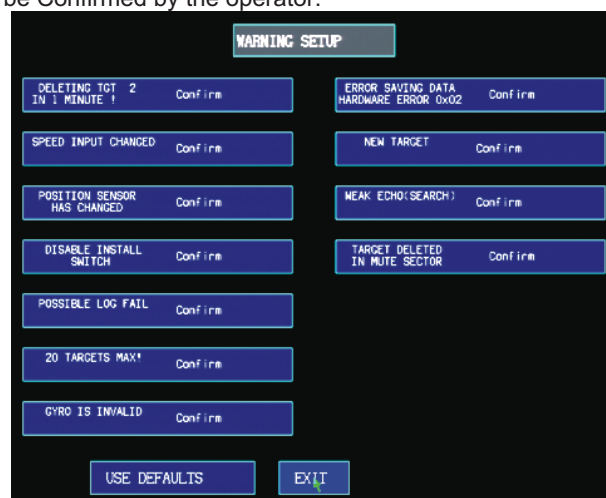 be Confirmed by the operator.
WARNING SETUP
DELETING TGT 2
IN 1 MINUTE !
Confirm
SPEED INPUT CHANGED
Confirm
POSITION SENSOR
HAS CHANGED
Confirm
DISABLE INSTALL
SWITCH
Confirm
POSSIBLE LOG FAIL
Confirm
20 TARGETS MAX!
Confirm
GYRO IS INVALID
Confirm
ERROR SAVING DATA
HARDWARE ERROR 0x02
Confirm
NEW TARGET
Confirm
WEAK ECHO(SEARCH)
Confirm
TARGET DELETED
IN MUTE SECTOR
Confirm
USE DEFAULTS
EXIT